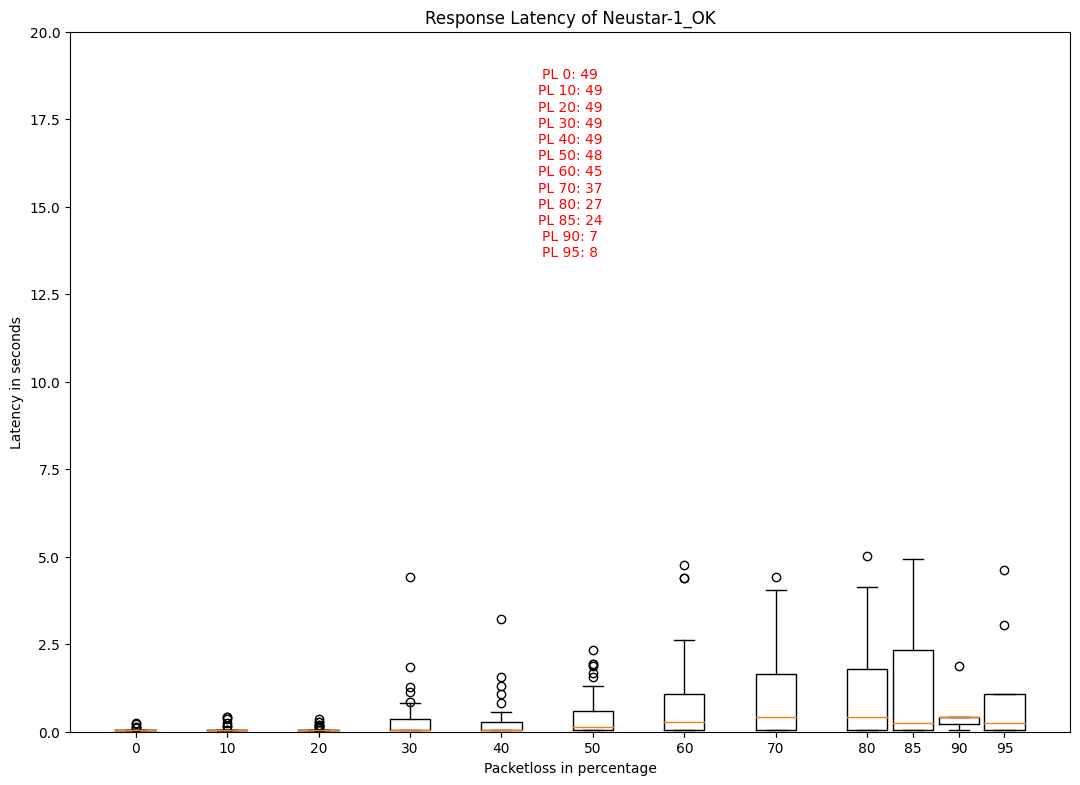 Response Latency of Neustar-1_OK
20.0
17.5
15.0
12.5
10.0
7.5
5.0
2.5
0.0
Latency in seconds
PL 0: 49
PL 10: 49
PL 20: 49
PL 30: 49
PL 40: 49
PL 50: 48
PL 60: 45
PL 70: 37
PL 80: 27
PL 85: 24
PL 90: 7
PL 95: 8
0 10 20 30 40 50 60 70 80 85 90 95
Packetloss in percentage